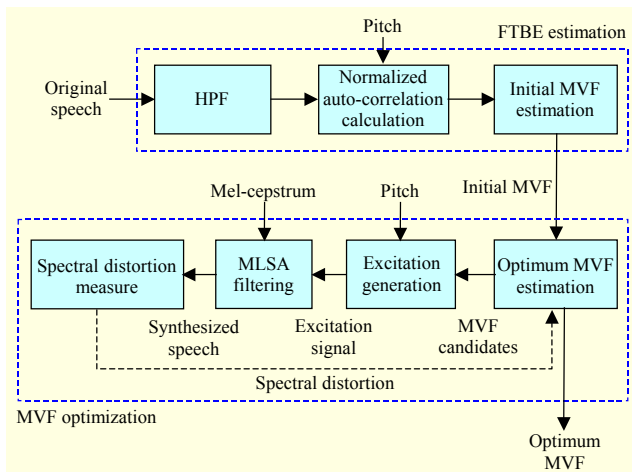 Pitch
FTBE estimation
Original
speech
HPF
Normalized
auto-correlation
calculation
Initial MVF
estimation
Initial MVF
Mel-cepstrum
Pitch
Spectral distortion
measure
MLSA
filtering
Excitation
generation
Optimum MVF
estimation
Synthesized
speech
Excitation
signal
MVF
candidates
Spectral distortion
MVF optimization
Optimum
MVF